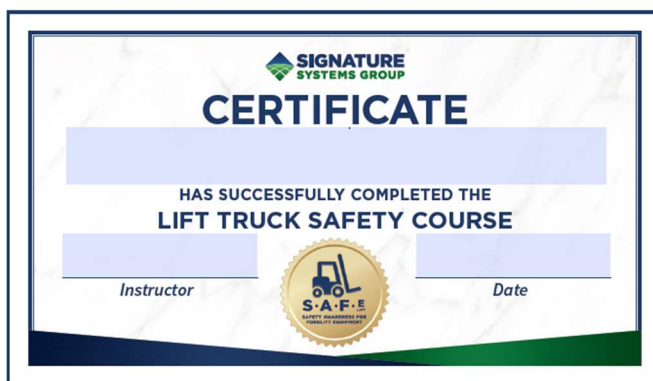 SIGNATURE
SYSTEMS GROUP
CERTIFICATE
HAS SUCCESSFULLY COMPLETED THE
LIFT TRUCK SAFETY COURSE
Instructor
Date
S·A·F·E
LIFT
SAFETY AWARENESS FOR
FORKLIFT EQUIPMENT